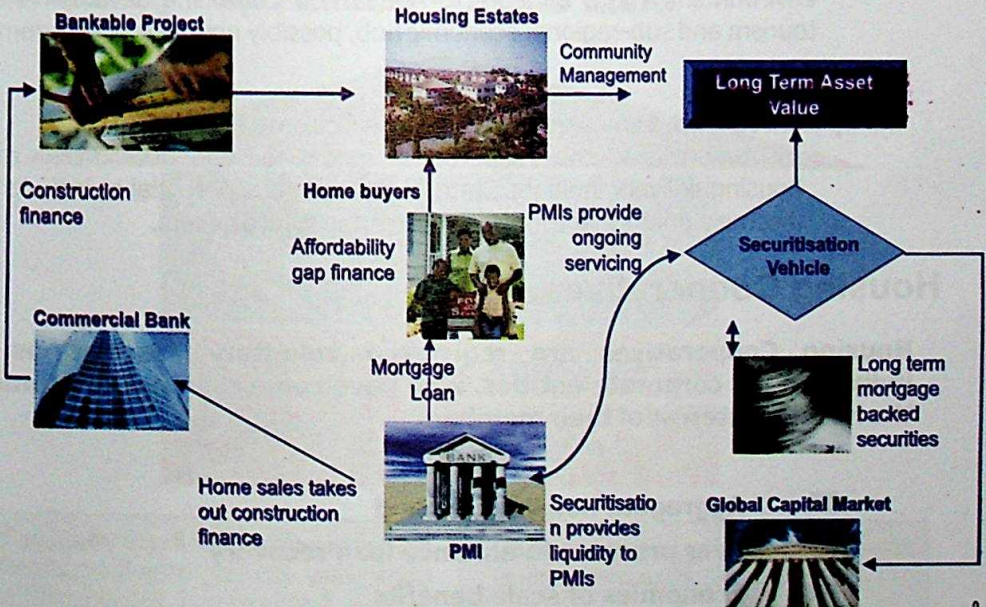 Bankable Project
Housing Estates
Community
Management
Long Term Asset
Value
Construction
finance
Home buyers
Affordability
gap finance
PMIs provide
ongoing
servicing
Securitisation
Vehicle
Commercial Bank
Mortgage
Loan
Long term
mortgage
backed
securities
BANK
Home sales takes
out construction
finance
PMI
Securitisatio
n provides
liquidity to
PMIs
Global Capital Market